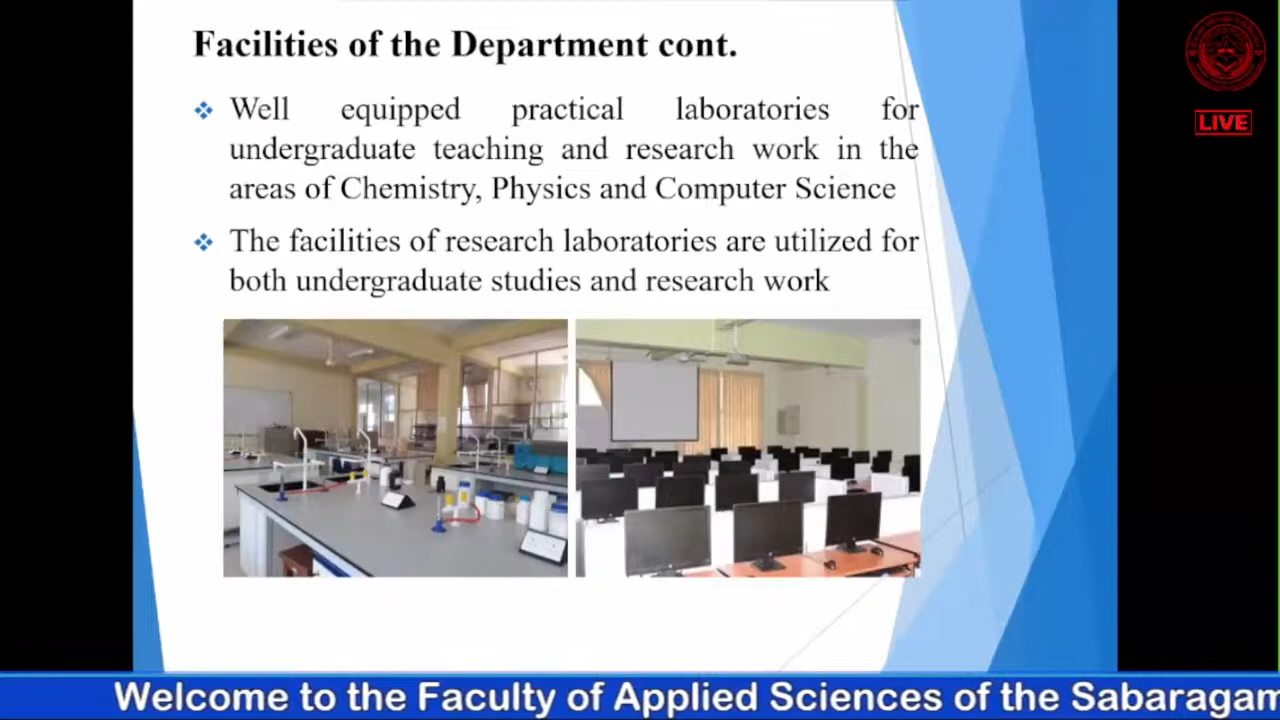 Facilities of the Department cont.
Well equipped practical laboratories for
undergraduate teaching and research work in the
areas of Chemistry, Physics and Computer Science
The facilities of research laboratories are utilized for
both undergraduate studies and research work
LIVE
Welcome to the Faculty of Applied Sciences of the Sabaragam